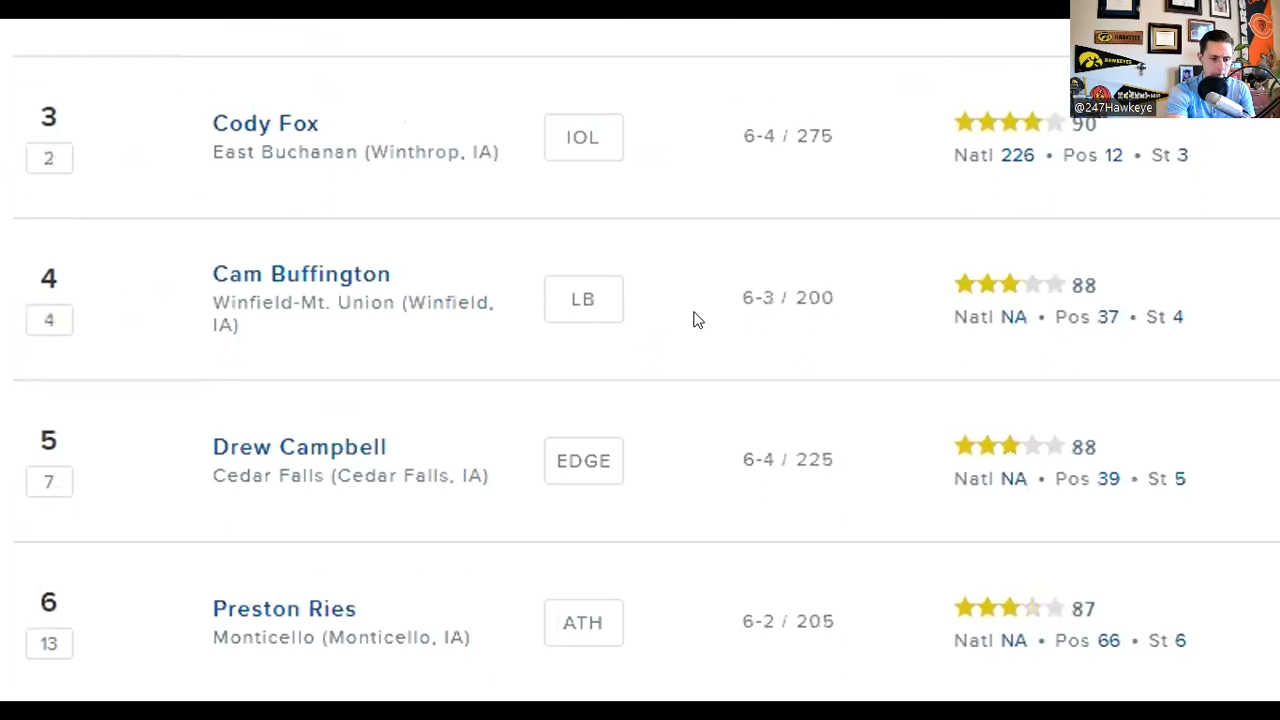 3
2
Cody Fox
East Buchanan (Winthrop, IA)
IOL
6-4 / 275
90
Natl 226 • Pos 12 • St 3
4
4
Cam Buffington
Winfield-Mt. Union (Winfield,
IA)
LB
6-3 / 200
88
Natl NA • Pos 37 • St 4
5
7
Drew Campbell
Cedar Falls (Cedar Falls, IA)
EDGE
6-4 / 225
88
Natl NA • Pos 39 • St 5
6
13
Preston Ries
Monticello (Monticello, IA)
ATH
6-2 / 205
87
Natl NA • Pos 66 • St 6
HAWKEYES
@247Hawkeye